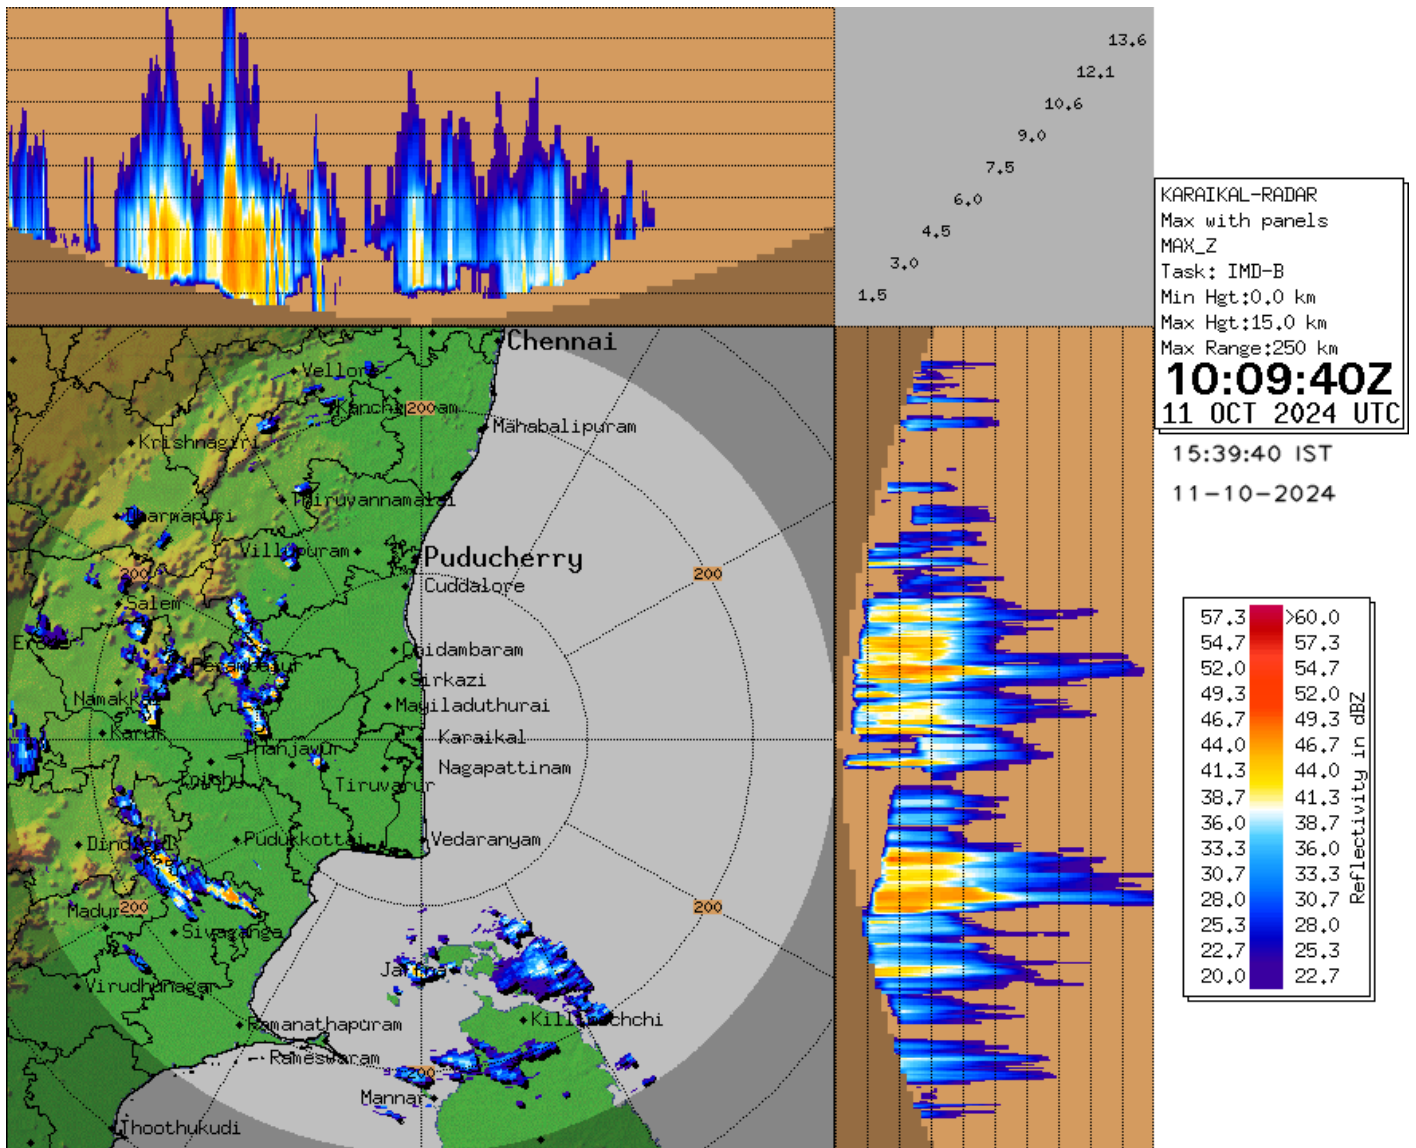 13.6
12.1
10.6
9.0
7.5
6.0
4.5
3.0
1.5
KARAIKAL-RADAR
Max with panels
MAX_Z
Task: IMD-B
Min Hgt:0.0 km
Max Hgt:15.0 km
Max Range:250 km
10:09:40Z
11 OCT 2024 UTC
15:39:40 IST
11-10-2024
Chennai
Vellore
200
Mahabalipuram
Krishnagiri
Thiruvannamalai
Dharmapuri
Villupuram
Puducherry
200
200
Cuddalore
Salem
Erode
Chidambaram
Perambalur
Sirkazi
Namakkal
Mayiladuthurai
Karur
Karaikal
Thanjavur
Nagapattinam
Tiruvarur
Pudukkottai
Vedaranyam
Dindigul
200
200
Madurai
Sivaganga
Jaffna
Virudhunagar
Killinochchi
Ramanathapuram
Rameswaram
200
Mannar
Thoothukudi
57.3 >60.0
54.7 57.3
52.0 54.7
49.3 52.0
46.7 49.3
44.0 46.7
41.3 44.0
38.7 41.3
36.0 38.7
33.3 36.0
30.7 33.3
28.0 30.7
25.3 28.0
22.7 25.3
20.0 22.7
Reflectivity in dBZ